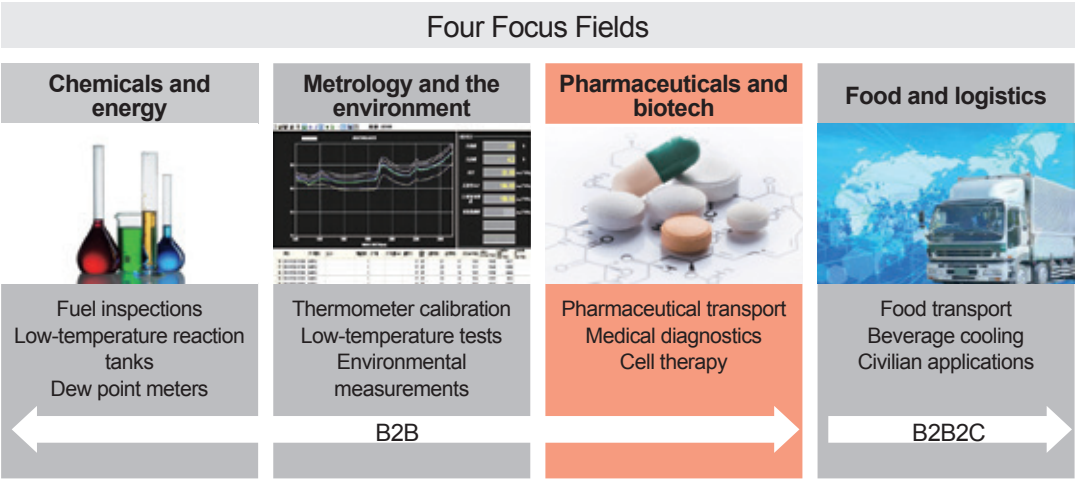 Four Focus Fields
Chemicals and
energy
Metrology and the
environment
Pharmaceuticals and
biotech
Food and logistics
Fuel inspections
Low-temperature reaction
tanks
Dew point meters
Thermometer calibration
Low-temperature tests
Environmental
measurements
Pharmaceutical transport
Medical diagnostics
Cell therapy
Food transport
Beverage cooling
Civilian applications
B2B
B2B2C